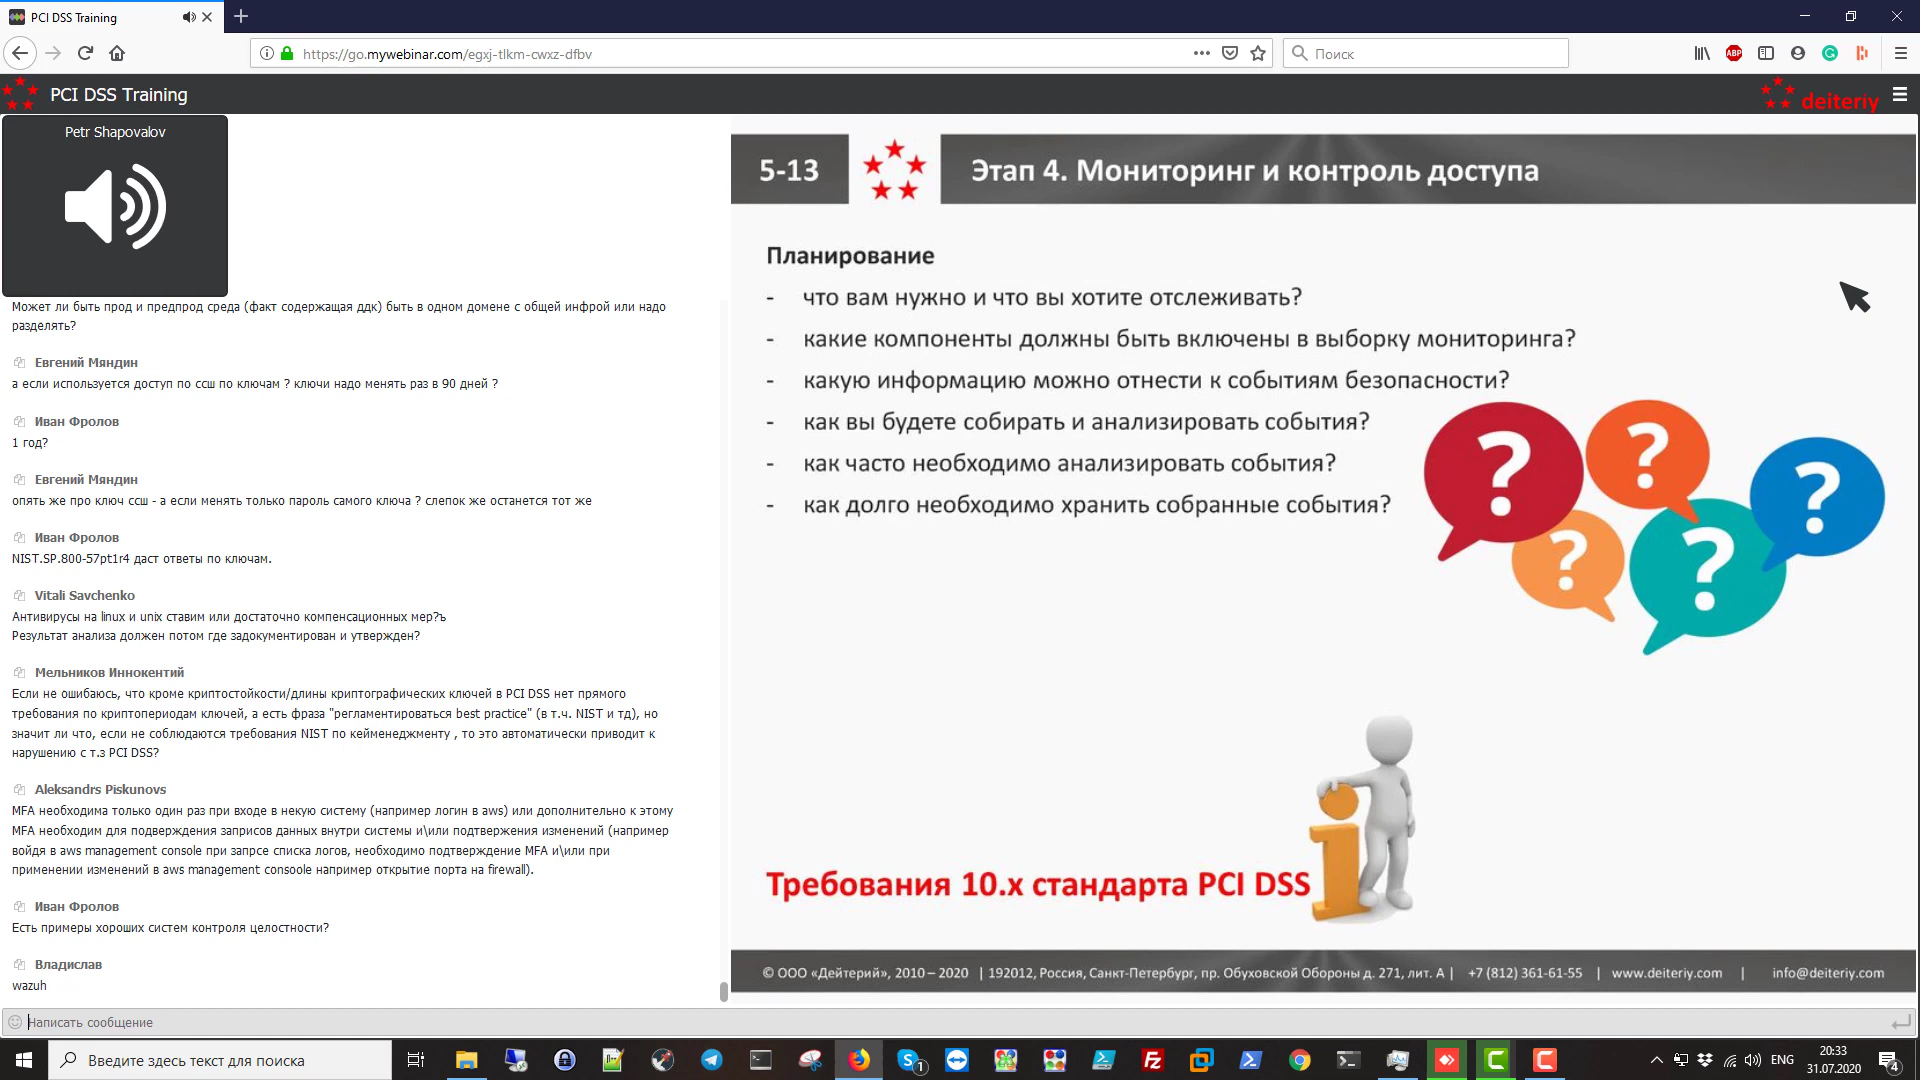 PCI DSS Training
https://go.mywebinar.com/egxj-tlkm-cwxz-dfbv
Поиск
ABP
PCI DSS Training
deiteriy
Petr Shapovalov
Может ли быть прод и предпрод среда (факт содержащая ддк) быть в одном домене с общей инфрой или надо
разделять?
Евгений Мяндин
а если используется доступ по ссш по ключам ? ключи надо менять раз в 90 дней ?
Иван Фролов
1 год?
Евгений Мяндин
опять же про ключ ссш - а если менять только пароль самого ключа ? слепок же останется тот же
Иван Фролов
NIST.SP.800-57pt1r4 даст ответы по ключам.
Vitali Savchenko
Антивирусы на linux и unix ставим или достаточно компенсационных мер?ъ
Результат анализа должен потом где задокументирован и утвержден?
Мельников Иннокентий
Если не ошибаюсь, что кроме криптостойкости/длины криптографических ключей в PCI DSS нет прямого
требования по криптопериодам ключей, а есть фраза "регламентироваться best practice" (в т.ч. NIST и тд), но
значит ли что, если не соблюдаются требования NIST по кейменеджменту , то это автоматически приводит к
нарушению с т.з PCI DSS?
Aleksandrs Piskunovs
MFA необходима только один раз при входе в некую систему (например логин в aws) или дополнительно к этому
MFA необходим для подверждения записов данных внутри системы и\или подтвержения изменений (например
войдя в aws management console при запрсе списка логов, необходимо подтверждение MFA и\или при
применении изменений в aws management consoole например открытие порта на firewall).
Иван Фролов
Есть примеры хороших систем контроля целостности?
Владислав
wazuh
Написать сообщение
5-13
Этап 4. Мониторинг и контроль доступа
Планирование
- что вам нужно и что вы хотите отслеживать?
- какие компоненты должны быть включены в выборку мониторинга?
- какую информацию можно отнести к событиям безопасности?
- как вы будете собирать и анализировать события?
- как часто необходимо анализировать события?
- как долго необходимо хранить собранные события?
? ? ? ? ?
i
Требования 10.x стандарта PCI DSS
© ООО «Дейтерий», 2010 – 2020 | 192012, Россия, Санкт-Петербург, пр. Обуховской Обороны д. 271, лит. А | +7 (812) 361-61-55 | www.deiteriy.com | info@deiteriy.com
Введите здесь текст для поиска
ENG
20:33
31.07.2020
4